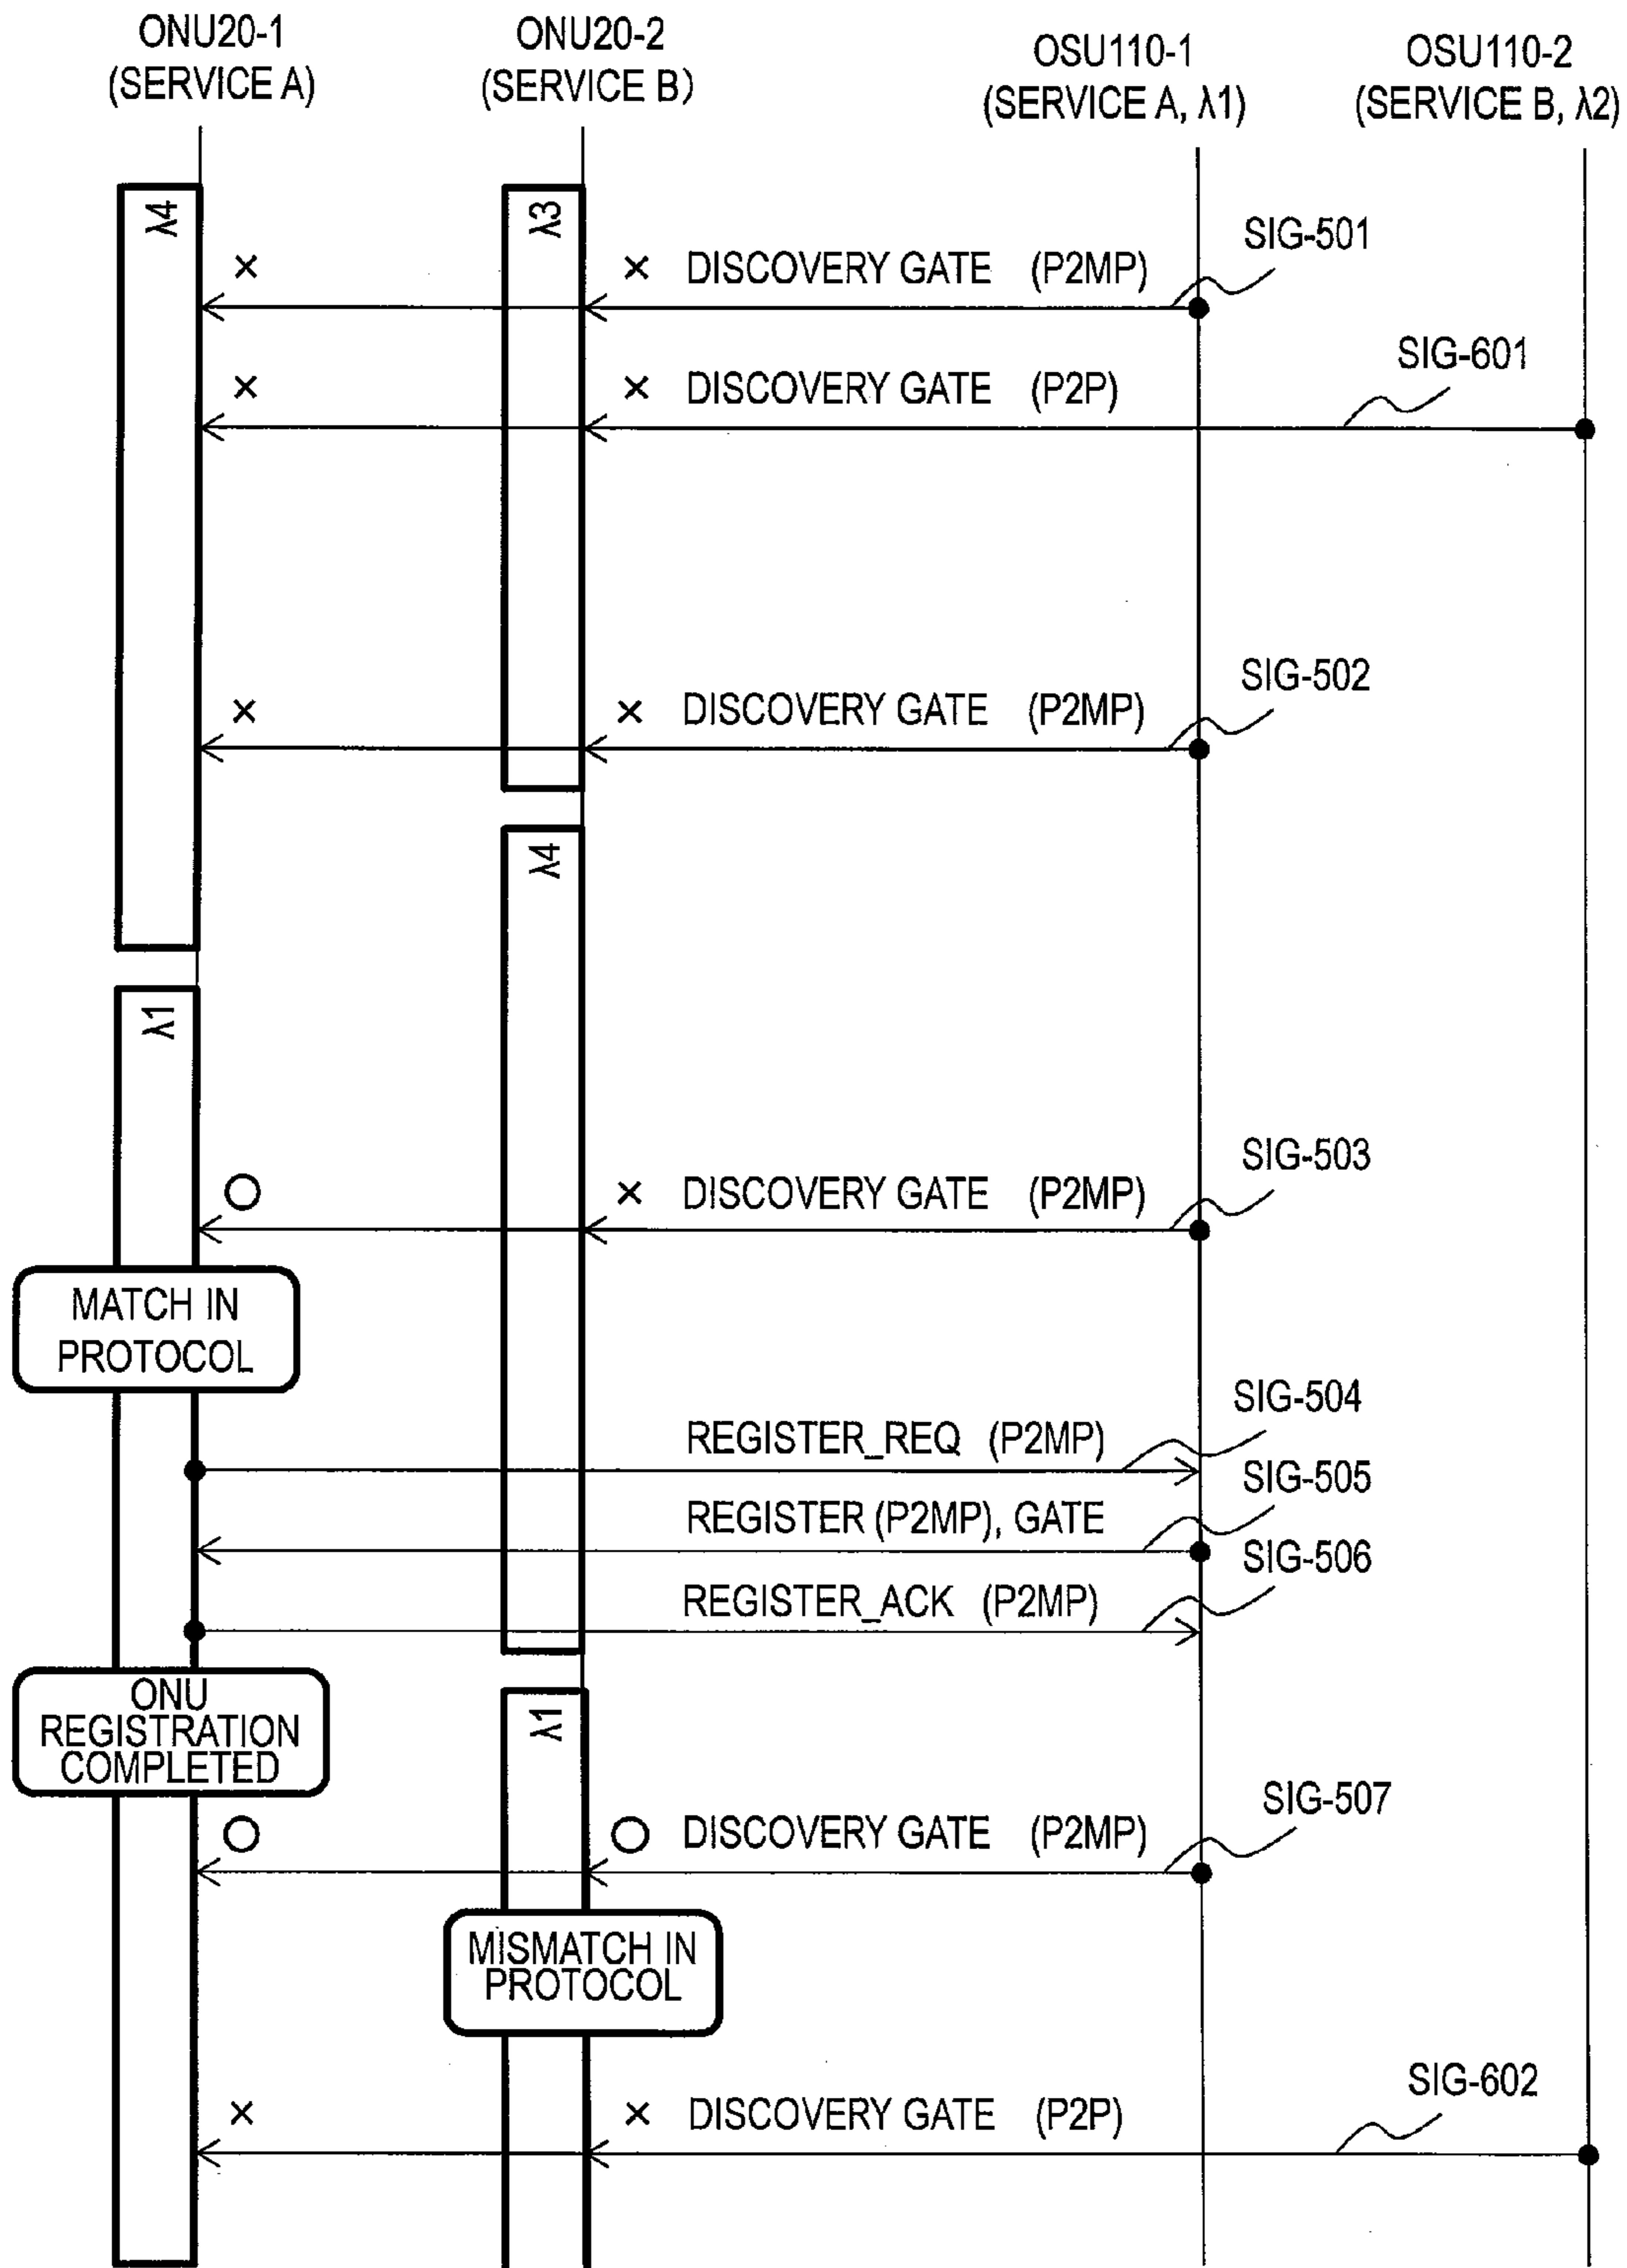 ONU20-1
(SERVICE A)
ONU20-2
(SERVICE B)
OSU110-1
(SERVICE A, λ1)
OSU110-2
(SERVICE B, λ2)
λ4
λ3
SIG-501
× × DISCOVERY GATE (P2MP)
SIG-601
× × DISCOVERY GATE (P2P)
SIG-502
× × DISCOVERY GATE (P2MP)
λ4
λ1
SIG-503
○ × DISCOVERY GATE (P2MP)
MATCH IN
PROTOCOL
SIG-504
REGISTER_REQ (P2MP)
SIG-505
REGISTER (P2MP), GATE
SIG-506
REGISTER_ACK (P2MP)
ONU
REGISTRATION
COMPLETED
λ1
SIG-507
○ ○ DISCOVERY GATE (P2MP)
MISMATCH IN
PROTOCOL
SIG-602
× × DISCOVERY GATE (P2P)